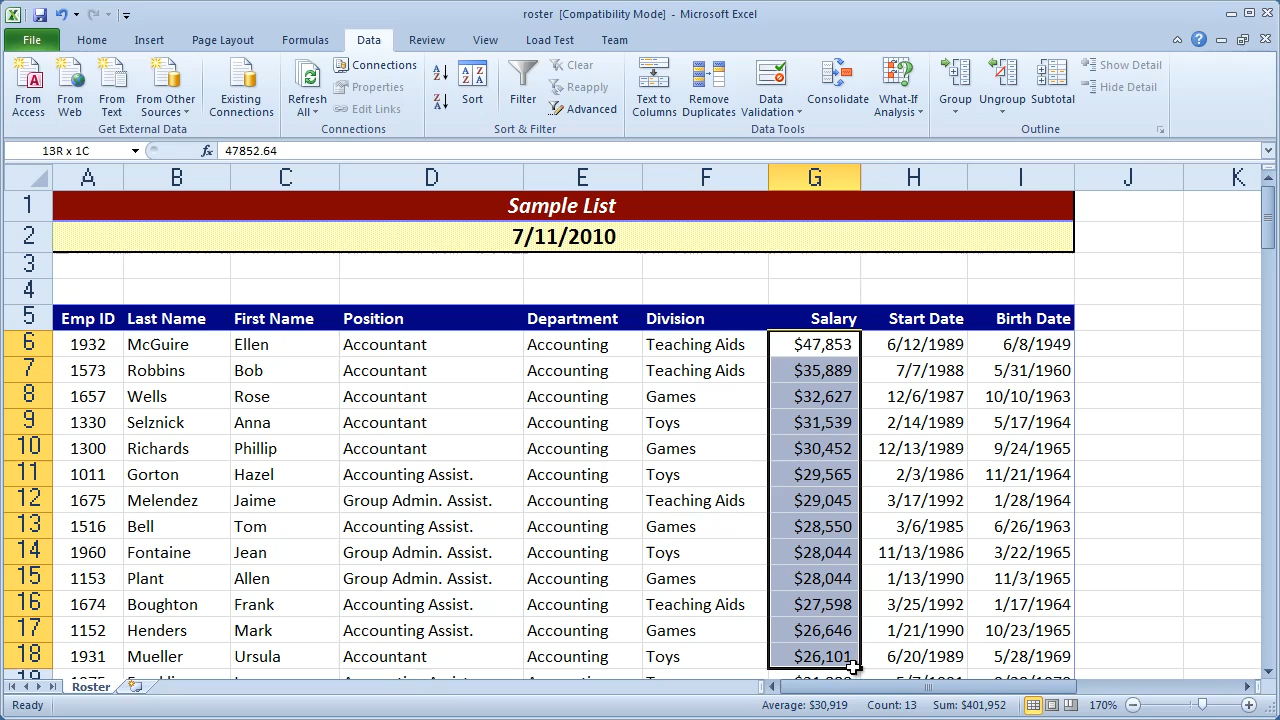 roster [Compatibility Mode] - Microsoft Excel
File Home Insert Page Layout Formulas Data Review View Load Test Team
From Access From Web From Text From Other Sources Existing Connections
Get External Data
Refresh All Connections Properties Edit Links
Connections
Sort Filter Clear Reapply Advanced
Sort & Filter
Text to Columns Remove Duplicates Data Validation Consolidate What-If Analysis
Data Tools
Group Ungroup Subtotal Show Detail Hide Detail
Outline
13R x 1C fx 47852.64
A B C D E F G H I J K
1 Sample List
2 7/11/2010
3
4
5 Emp ID Last Name First Name Position Department Division Salary Start Date Birth Date
6 1932 McGuire Ellen Accountant Accounting Teaching Aids $47,853 6/12/1989 6/8/1949
7 1573 Robbins Bob Accountant Accounting Teaching Aids $35,889 7/7/1988 5/31/1960
8 1657 Wells Rose Accountant Accounting Games $32,627 12/6/1987 10/10/1963
9 1330 Selznick Anna Accountant Accounting Toys $31,539 2/14/1989 5/17/1964
10 1300 Richards Phillip Accountant Accounting Games $30,452 12/13/1989 9/24/1965
11 1011 Gorton Hazel Accounting Assist. Accounting Toys $29,565 2/3/1986 11/21/1964
12 1675 Melendez Jaime Group Admin. Assist. Accounting Teaching Aids $29,045 3/17/1992 1/28/1964
13 1516 Bell Tom Accounting Assist. Accounting Games $28,550 3/6/1985 6/26/1963
14 1960 Fontaine Jean Group Admin. Assist. Accounting Toys $28,044 11/13/1986 3/22/1965
15 1153 Plant Allen Group Admin. Assist. Accounting Games $28,044 1/13/1990 11/3/1965
16 1674 Boughton Frank Accounting Assist. Accounting Teaching Aids $27,598 3/25/1992 1/17/1964
17 1152 Henders Mark Accounting Assist. Accounting Games $26,646 1/21/1990 10/23/1965
18 1931 Mueller Ursula Accountant Accounting Toys $26,101 6/20/1989 5/28/1969
Roster
Ready Average: $30,919 Count: 13 Sum: $401,952 170%